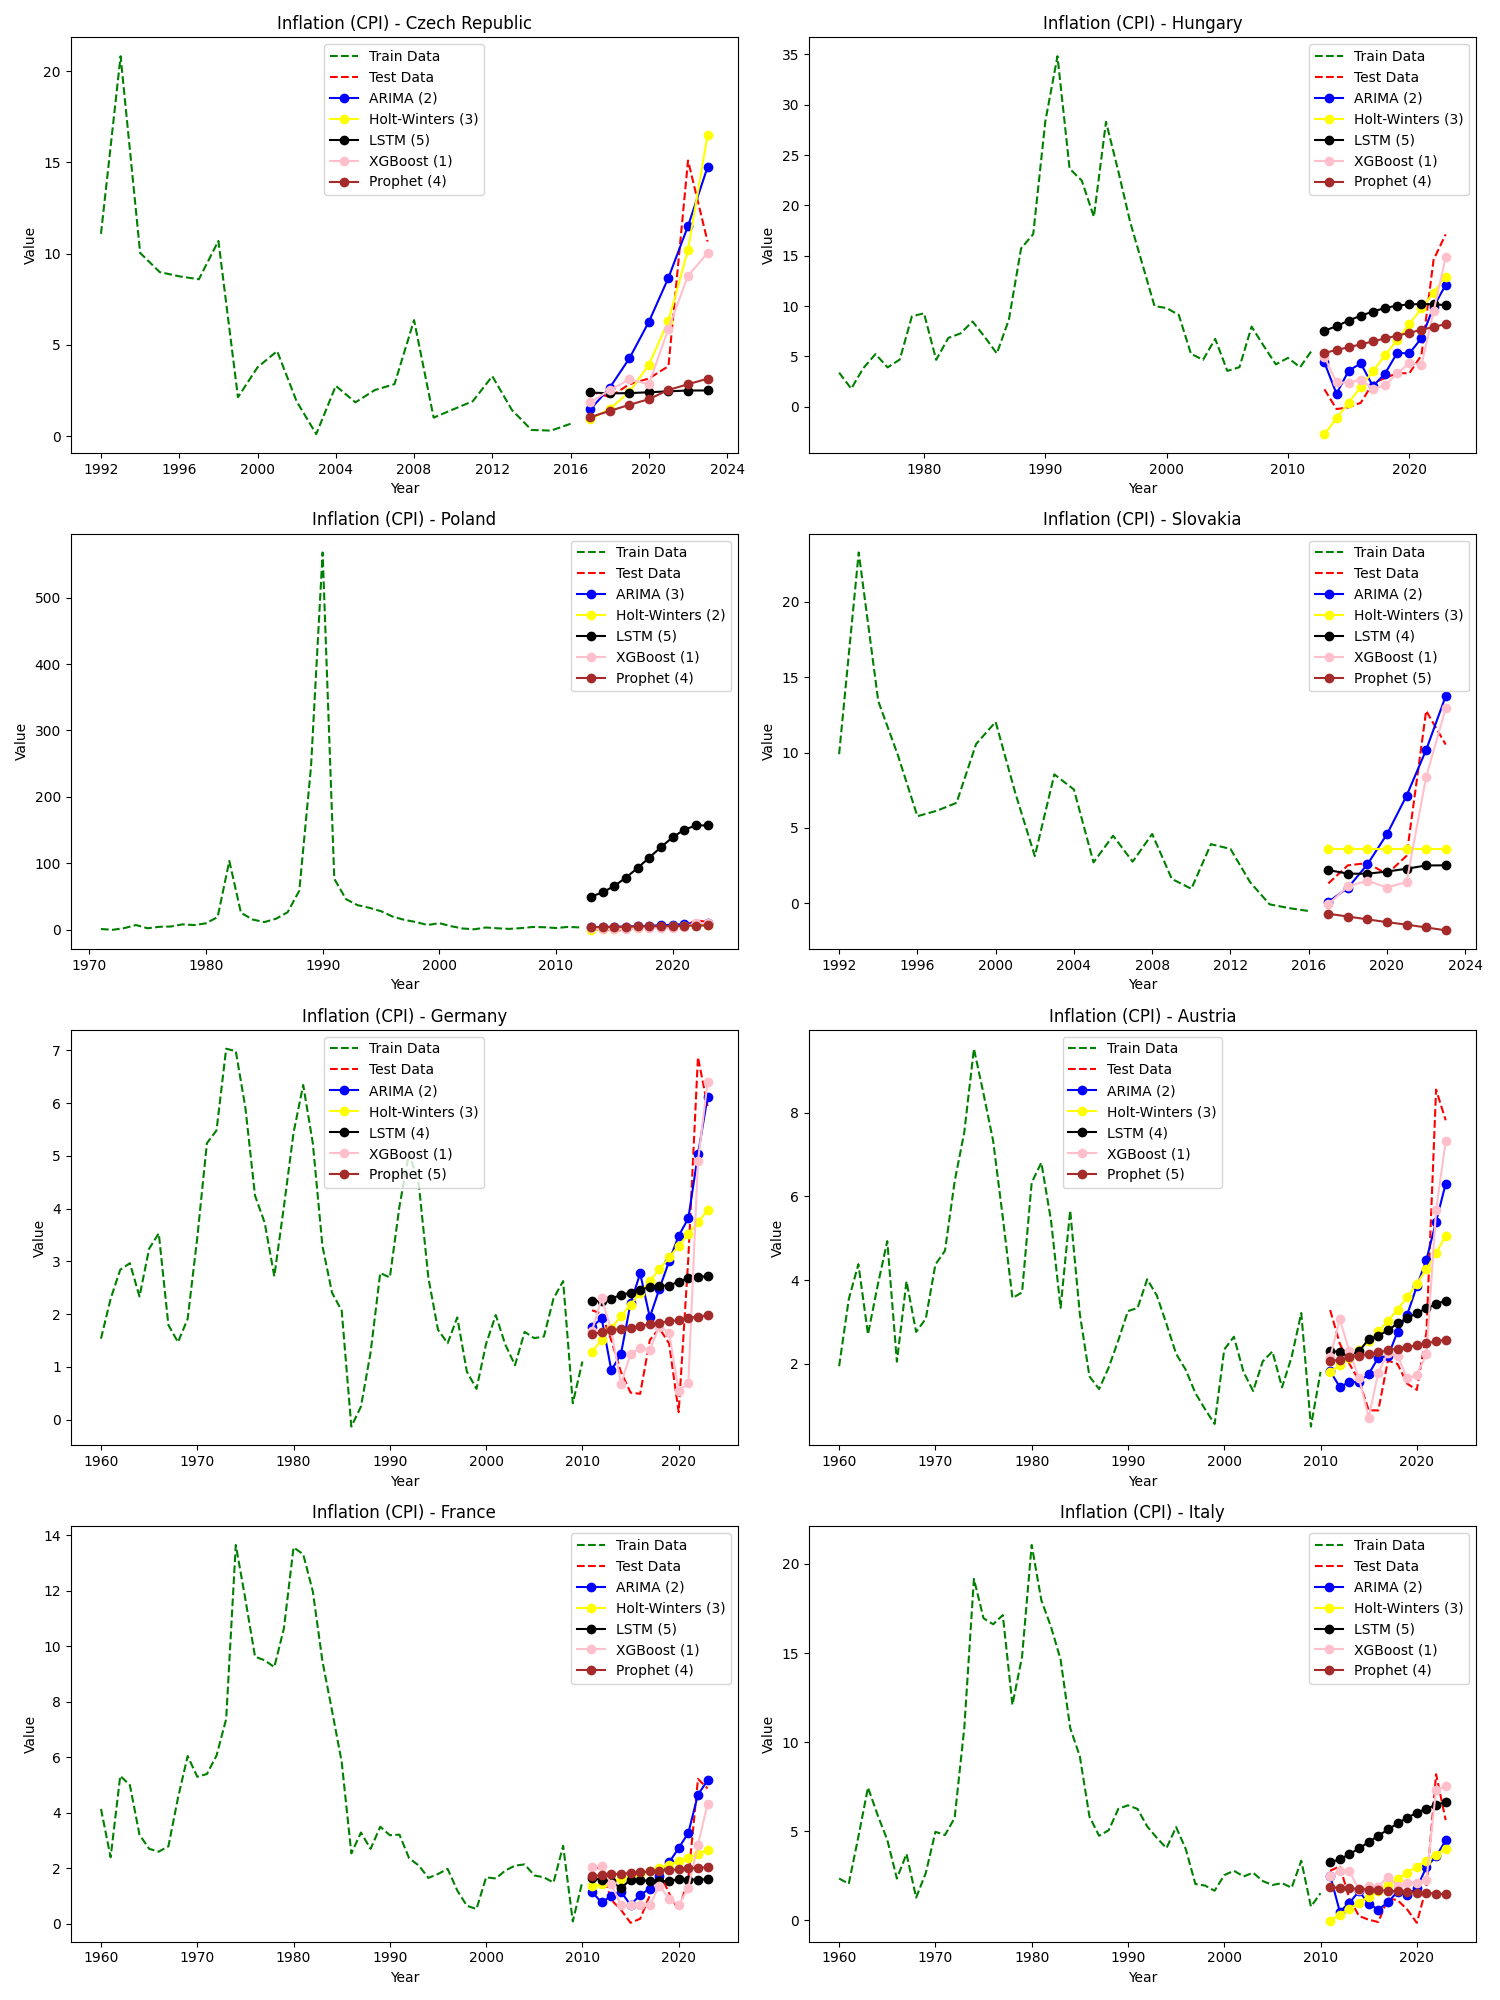 Inflation (CPI) - Czech Republic
Train Data
Test Data
ARIMA (2)
Holt-Winters (3)
LSTM (5)
XGBoost (1)
Prophet (4)
Value
20
15
10
5
0
1992 1996 2000 2004 2008 2012 2016 2020 2024
Year
Inflation (CPI) - Hungary
Train Data
Test Data
ARIMA (2)
Holt-Winters (3)
LSTM (5)
XGBoost (1)
Prophet (4)
Value
35
30
25
20
15
10
5
0
1980 1990 2000 2010 2020
Year
Inflation (CPI) - Poland
Train Data
Test Data
ARIMA (3)
Holt-Winters (2)
LSTM (5)
XGBoost (1)
Prophet (4)
Value
500
400
300
200
100
0
1970 1980 1990 2000 2010 2020
Year
Inflation (CPI) - Slovakia
Train Data
Test Data
ARIMA (2)
Holt-Winters (3)
LSTM (4)
XGBoost (1)
Prophet (5)
Value
20
15
10
5
0
1992 1996 2000 2004 2008 2012 2016 2020 2024
Year
Inflation (CPI) - Germany
Train Data
Test Data
ARIMA (2)
Holt-Winters (3)
LSTM (4)
XGBoost (1)
Prophet (5)
Value
7
6
5
4
3
2
1
0
1960 1970 1980 1990 2000 2010 2020
Year
Inflation (CPI) - Austria
Train Data
Test Data
ARIMA (2)
Holt-Winters (3)
LSTM (4)
XGBoost (1)
Prophet (5)
Value
8
6
4
2
1960 1970 1980 1990 2000 2010 2020
Year
Inflation (CPI) - France
Train Data
Test Data
ARIMA (2)
Holt-Winters (3)
LSTM (5)
XGBoost (1)
Prophet (4)
Value
14
12
10
8
6
4
2
0
1960 1970 1980 1990 2000 2010 2020
Year
Inflation (CPI) - Italy
Train Data
Test Data
ARIMA (2)
Holt-Winters (3)
LSTM (5)
XGBoost (1)
Prophet (4)
Value
20
15
10
5
0
1960 1970 1980 1990 2000 2010 2020
Year